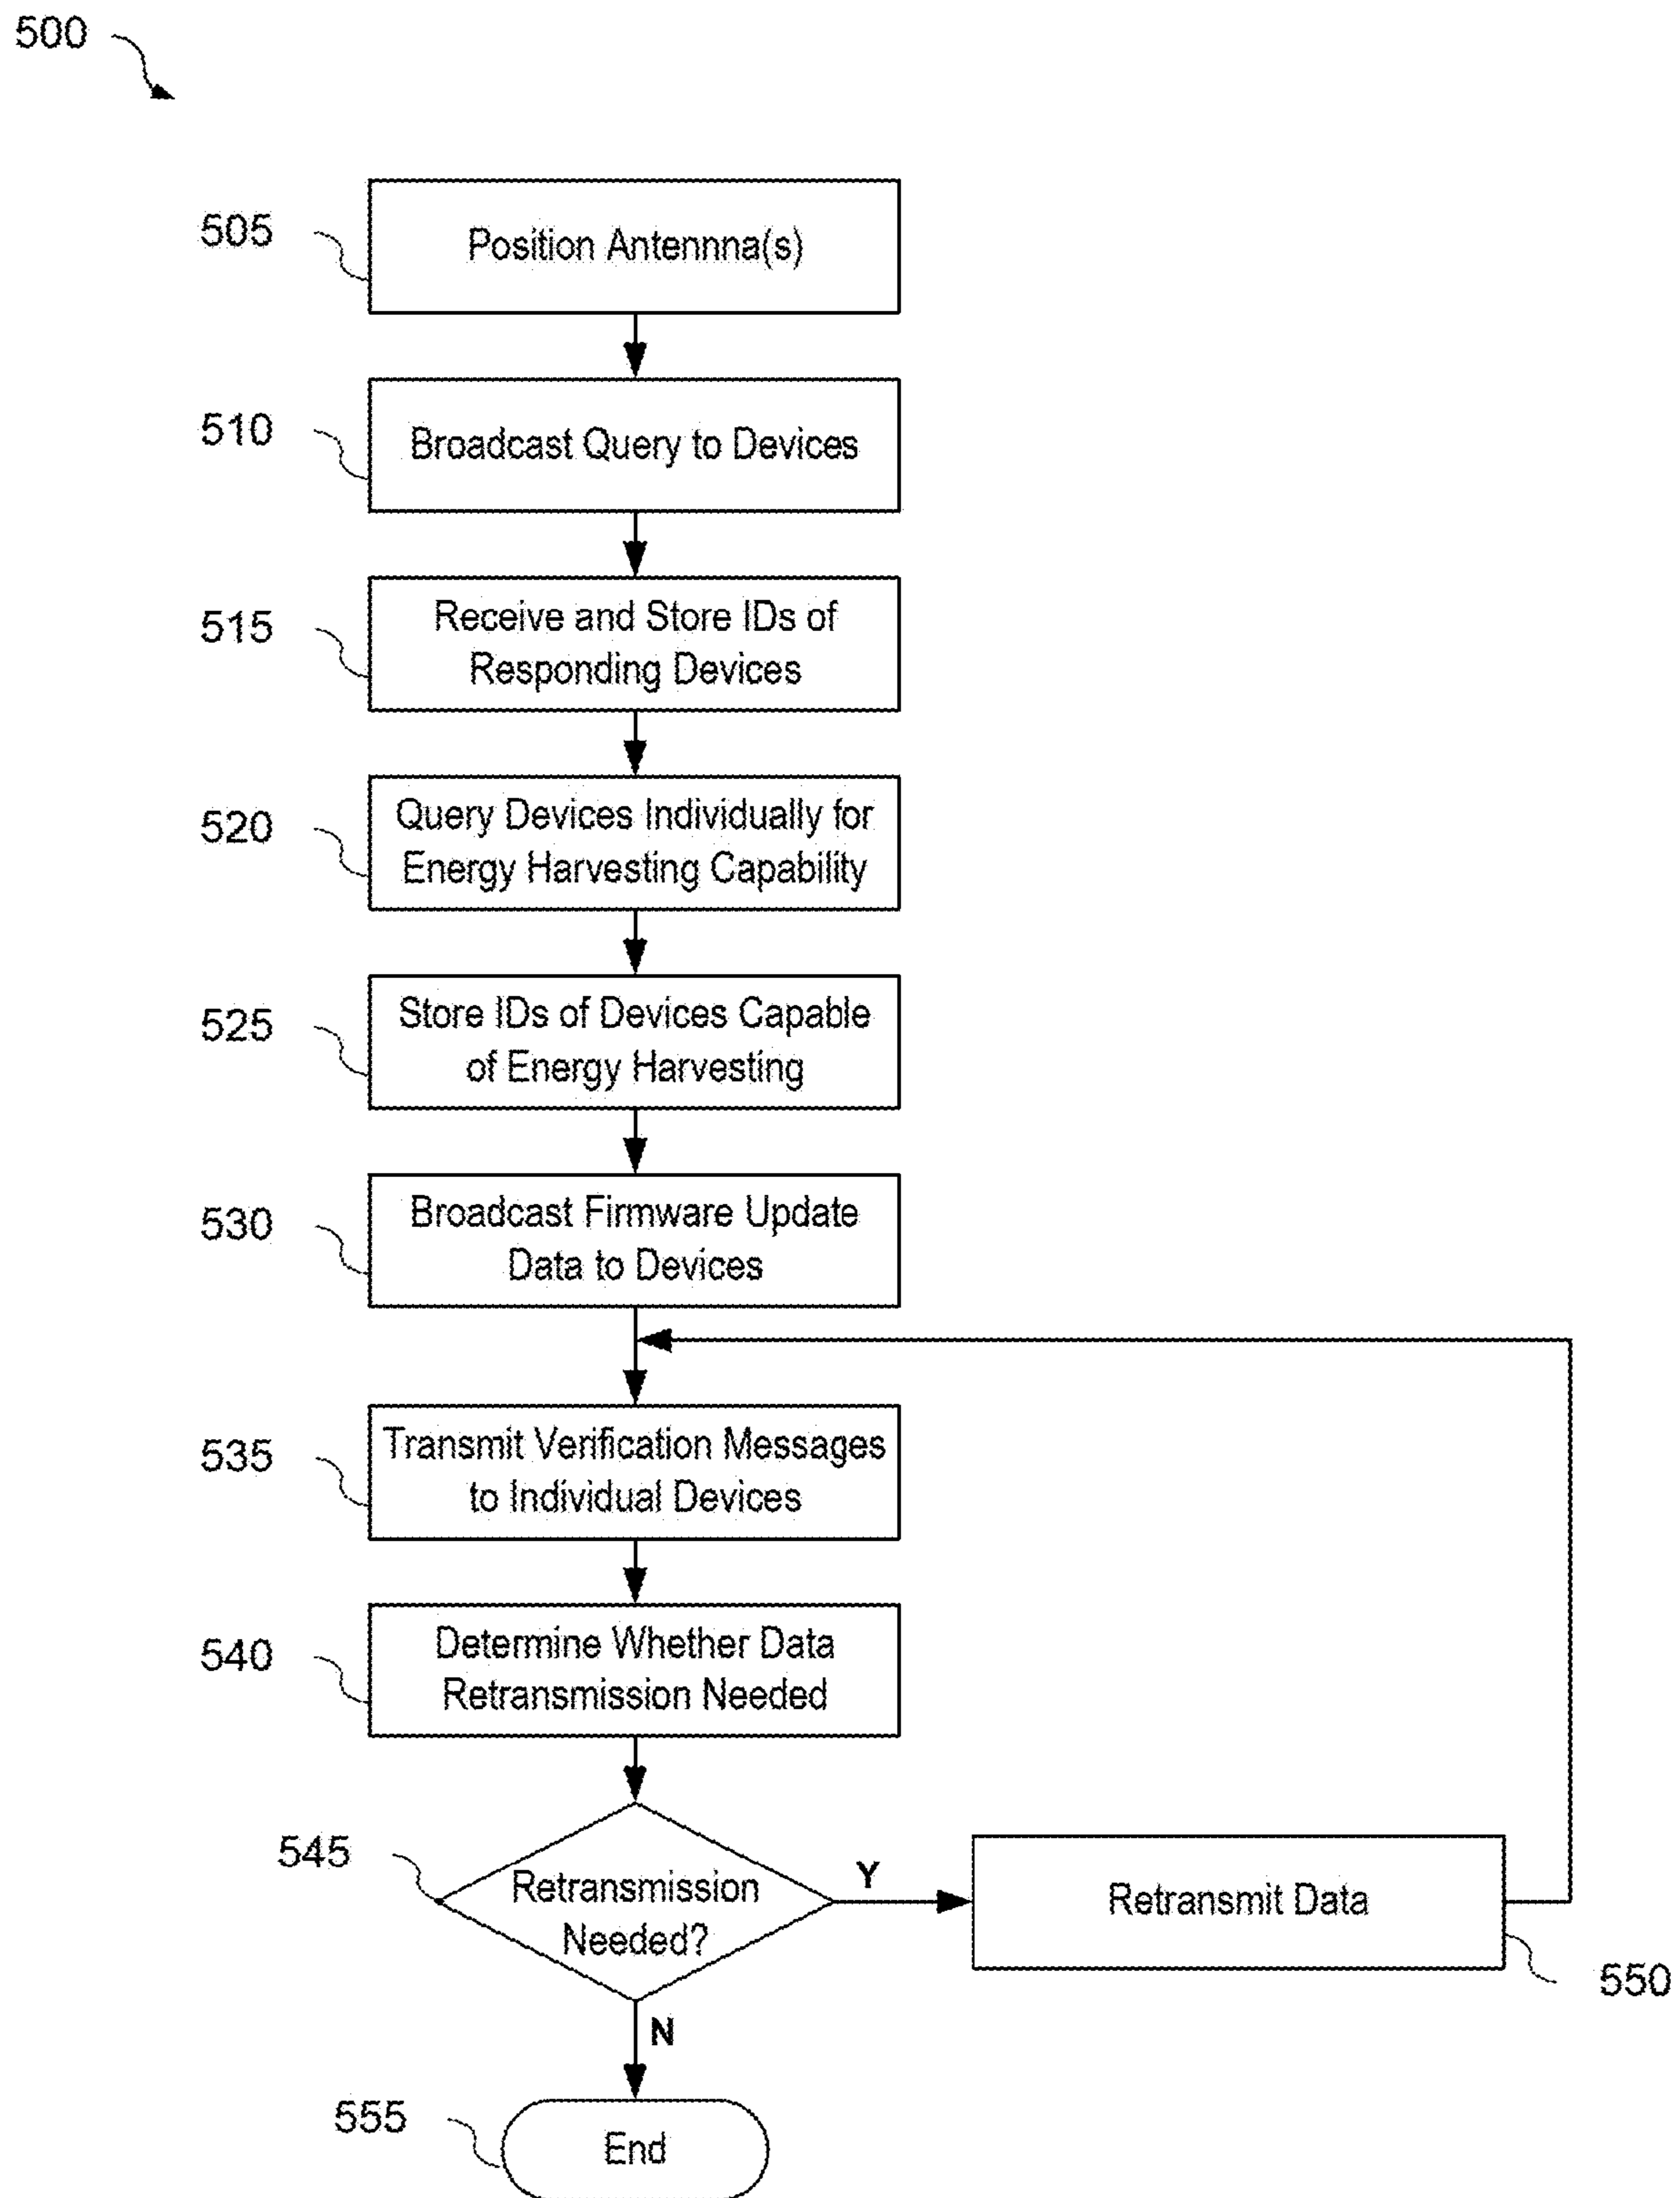 500
505
Position Antennna(s)
510
Broadcast Query to Devices
515
Receive and Store IDs of
Responding Devices
520
Query Devices Individually for
Energy Harvesting Capability
525
Store IDs of Devices Capable
of Energy Harvesting
530
Broadcast Firmware Update
Data to Devices
535
Transmit Verification Messages
to Individual Devices
540
Determine Whether Data
Retransmission Needed
545
Retransmission
Needed?
Y
Retransmit Data
550
N
555
End